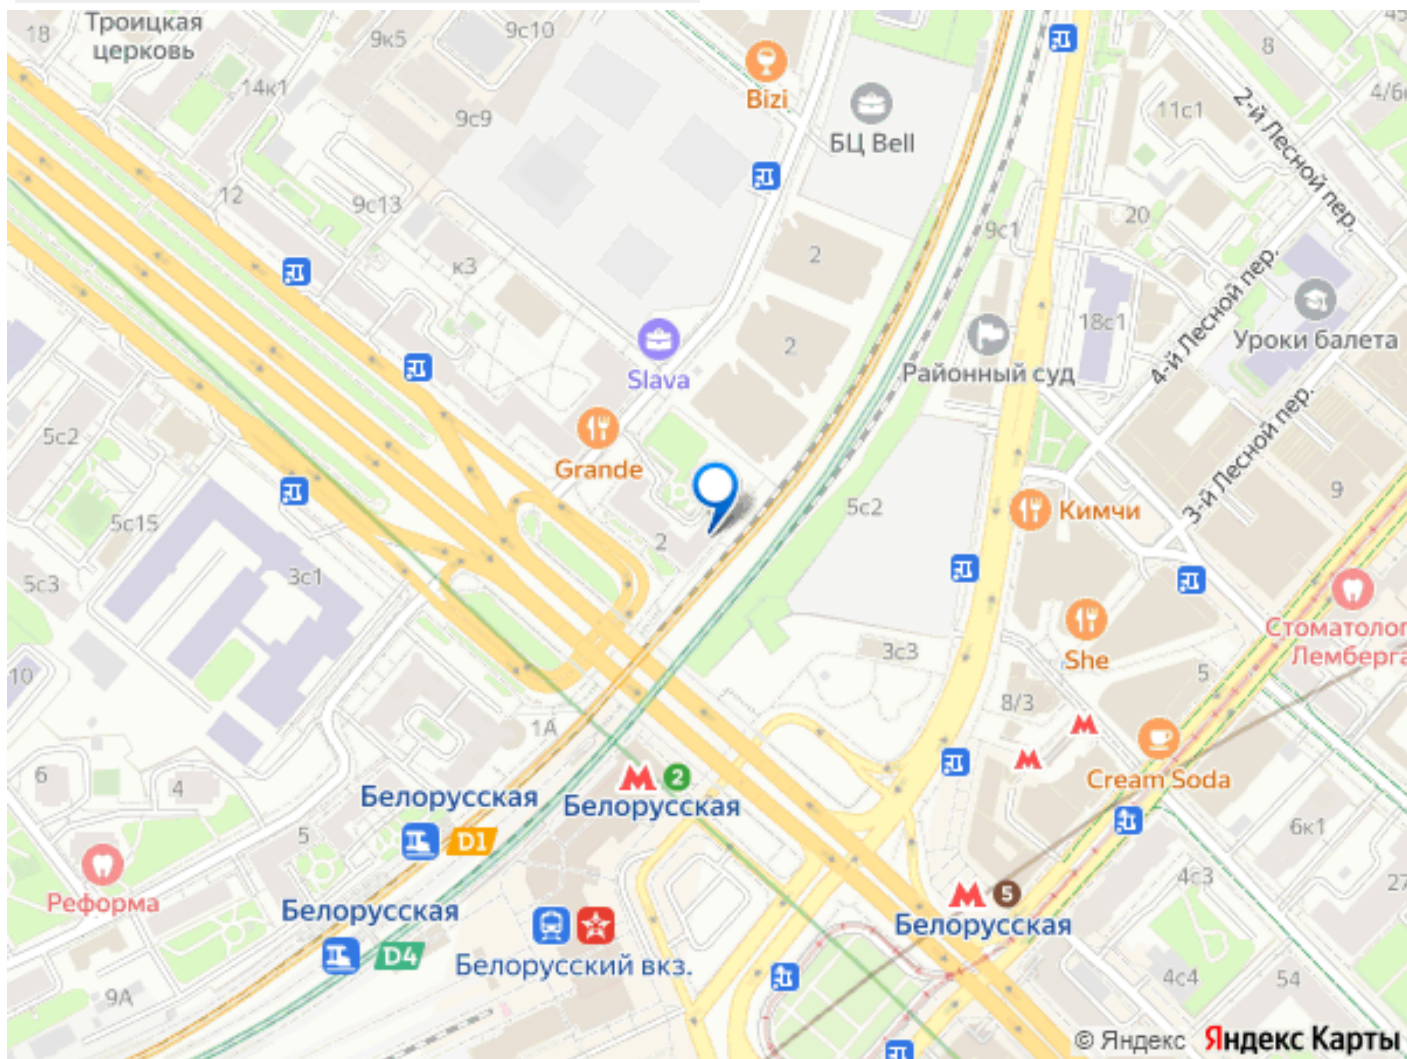 45
Троицкая
церковь
18
9к5
9с10
8
Bizi
4/6с
14к1
11с1
2-й Лесной пер.
9с9
БЦ Bell
12
9с13
20
9с1
к3
2
4-й Лесной пер.
18с1
Уроки балета
2
Районный суд
Slava
3-й Лесной пер.
5с2
Grande
9
5с15
5с2
Кимчи
2
3с1
5с3
Стоматолог
Лемберга
She
3с3
5
10
8/3
1А
6
4
Cream Soda
2
Белорусская
Белорусская
D1
5
6к1
Реформа
4с3
27
5
Белорусская
Белорусская
D4
Белорусский вкз.
9А
4с4
54
© Яндекс Яндекс Карты